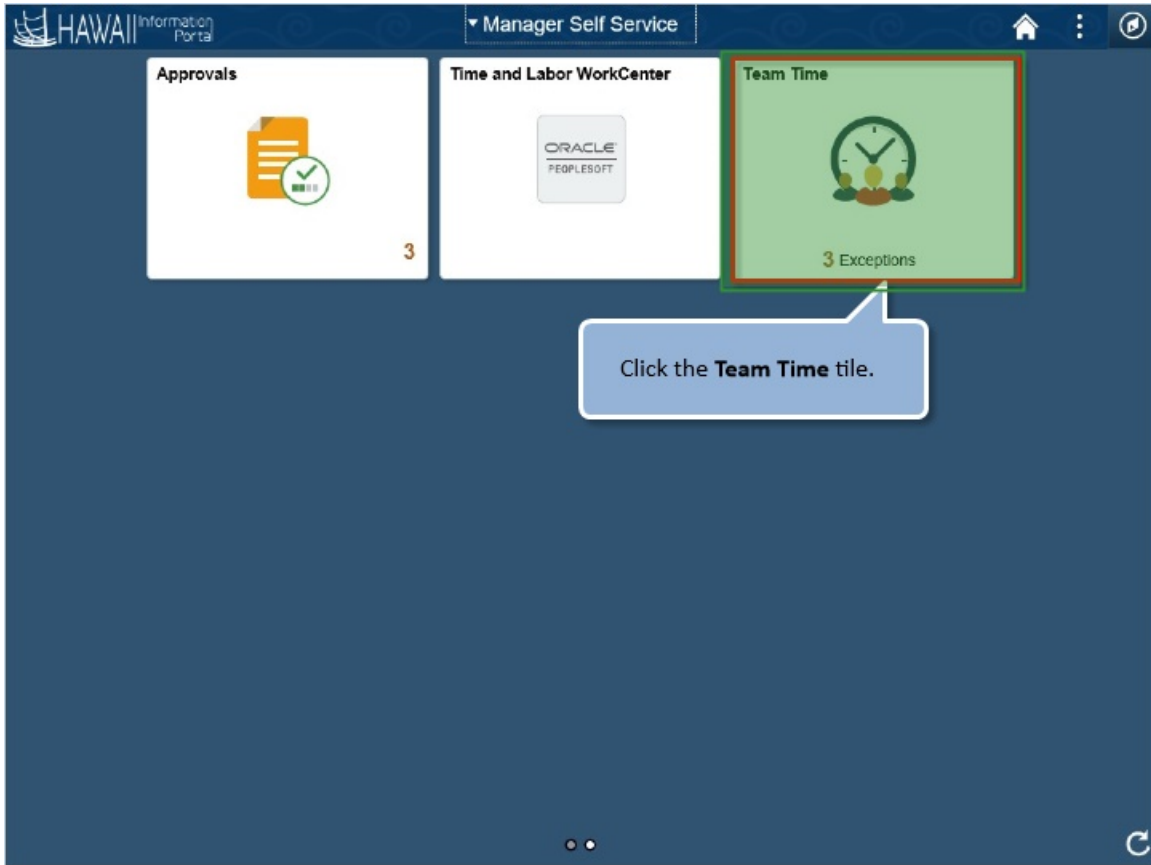 HAWAII Information
Portal
Manager Self Service
Approvals
3
Time and Labor WorkCenter
ORACLE
PEOPLESOFT
Team Time
3 Exceptions
Click the Team Time tile.